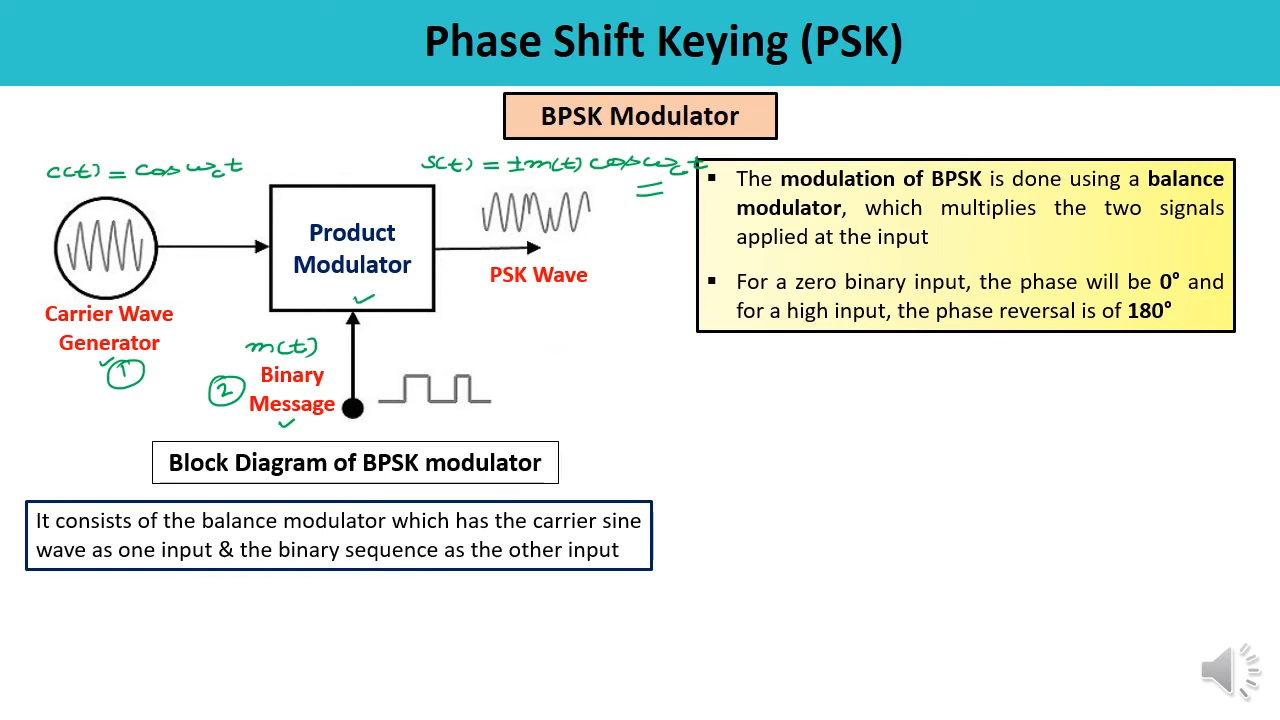 Phase Shift Keying (PSK)
BPSK Modulator
c(t) = cos ω_c t
s(t) = ±m(t) cos ω_c t
Product
Modulator
PSK Wave
Carrier Wave
Generator
1
m(t)
2
Binary
Message
Block Diagram of BPSK modulator
It consists of the balance modulator which has the carrier sine
wave as one input & the binary sequence as the other input
▪ The modulation of BPSK is done using a balance
modulator, which multiplies the two signals
applied at the input
▪ For a zero binary input, the phase will be 0° and
for a high input, the phase reversal is of 180°